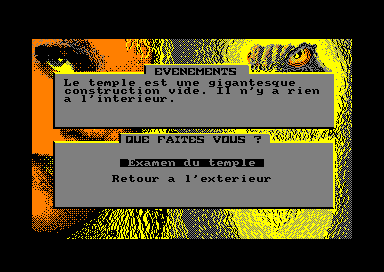 EVENEMENTS
Le temple est une gigantesque
construction vide. Il n'y a rien
a l'interieur.
QUE FAITES VOUS ?
Examen du temple
Retour a l'exterieur